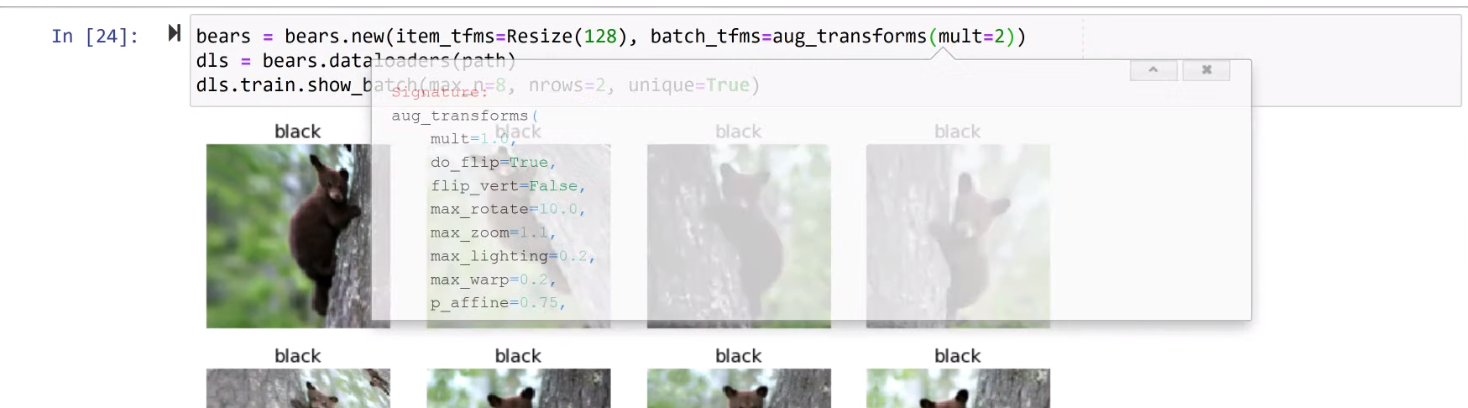 In [24]:
bears = bears.new(item_tfms=Resize(128), batch_tfms=aug_transforms(mult=2))
dls = bears.dataloaders(path)
dls.train.show_batch(max_n=8, nrows=2, unique=True)
Signature:
aug_transforms(
mult=1.0,
do_flip=True,
flip_vert=False,
max_rotate=10.0,
max_zoom=1.1,
max_lighting=0.2,
max_warp=0.2,
p_affine=0.75,
black black black black
black black black black